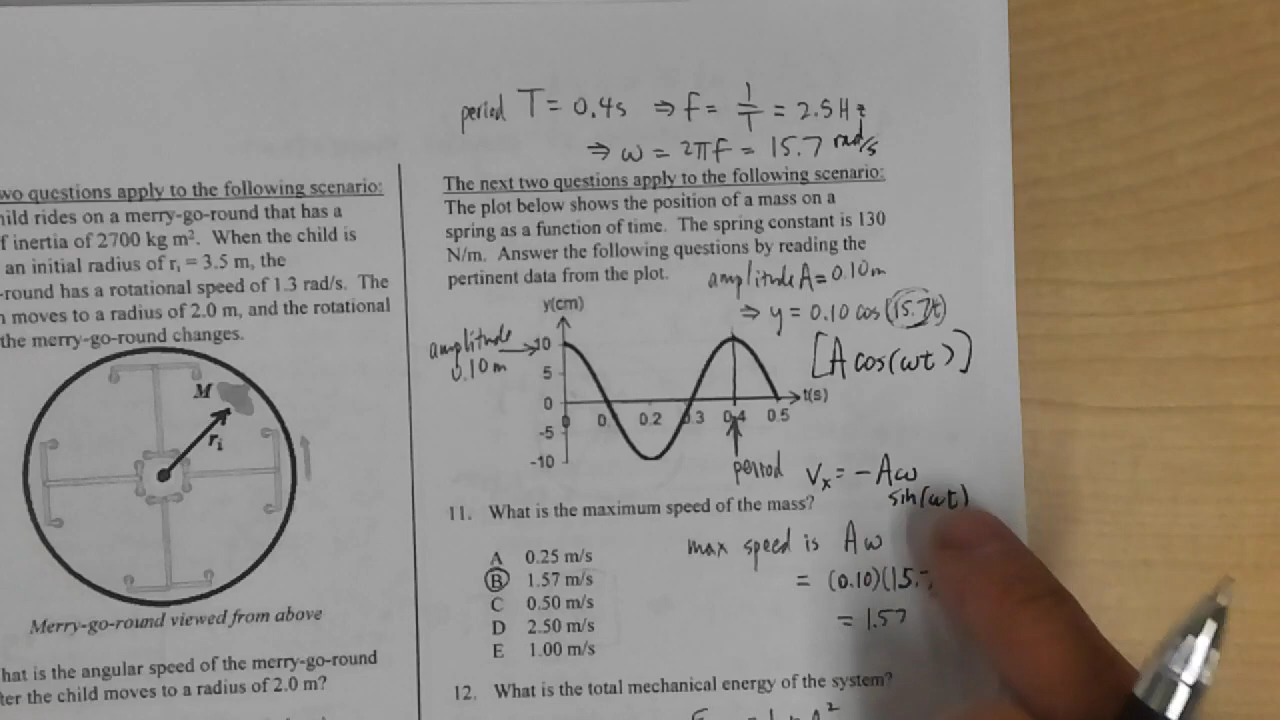 period T = 0.4s ⇒ f = 1/T = 2.5 Hz
⇒ ω = 2πf = 15.7 rad/s
wo questions apply to the following scenario:
hild rides on a merry-go-round that has a
f inertia of 2700 kg m². When the child is
an initial radius of rᵢ = 3.5 m, the
-round has a rotational speed of 1.3 rad/s. The
moves to a radius of 2.0 m, and the rotational
the merry-go-round changes.
M
rᵢ
Merry-go-round viewed from above
hat is the angular speed of the merry-go-round
ter the child moves to a radius of 2.0 m?
The next two questions apply to the following scenario:
The plot below shows the position of a mass on a
spring as a function of time. The spring constant is 130
N/m. Answer the following questions by reading the
pertinent data from the plot.
amplitude A = 0.10 m
⇒ y = 0.10 cos(15.7t)
[A cos(ωt)]
y(cm)
amplitude
0.10 m
10
5
0
-5
-10
0 0. 0.2 0.3 0.4 0.5
t(s)
period
Vₓ = -Aω
sin(ωt)
11. What is the maximum speed of the mass?
A 0.25 m/s
B 1.57 m/s
C 0.50 m/s
D 2.50 m/s
E 1.00 m/s
max speed is Aω
= (0.10)(15.
= 1.57
12. What is the total mechanical energy of the system?